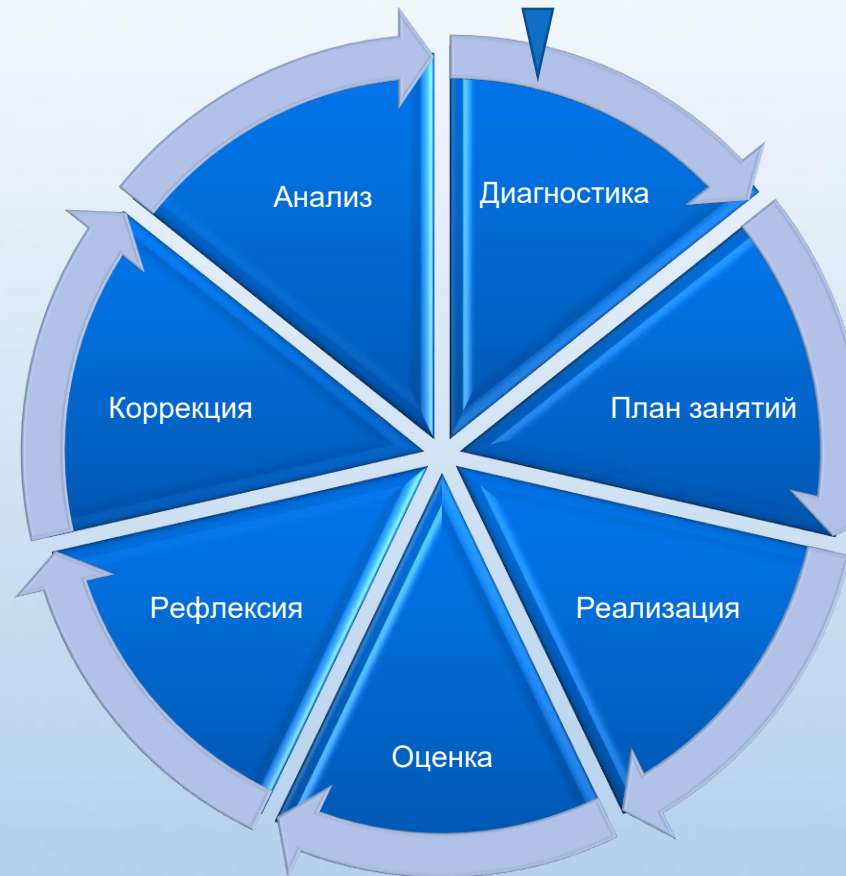 Диагностика
План занятий
Реализация
Оценка
Рефлексия
Коррекция
Анализ